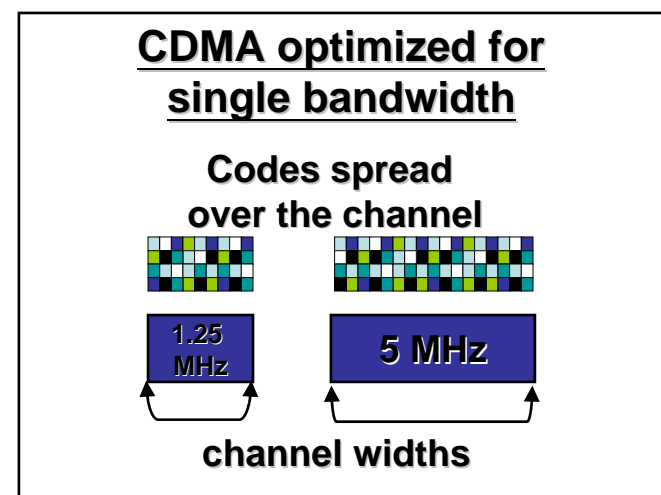 CDMA optimized for
single bandwidth
Codes spread
over the channel
1.25
MHz
5 MHz
channel widths